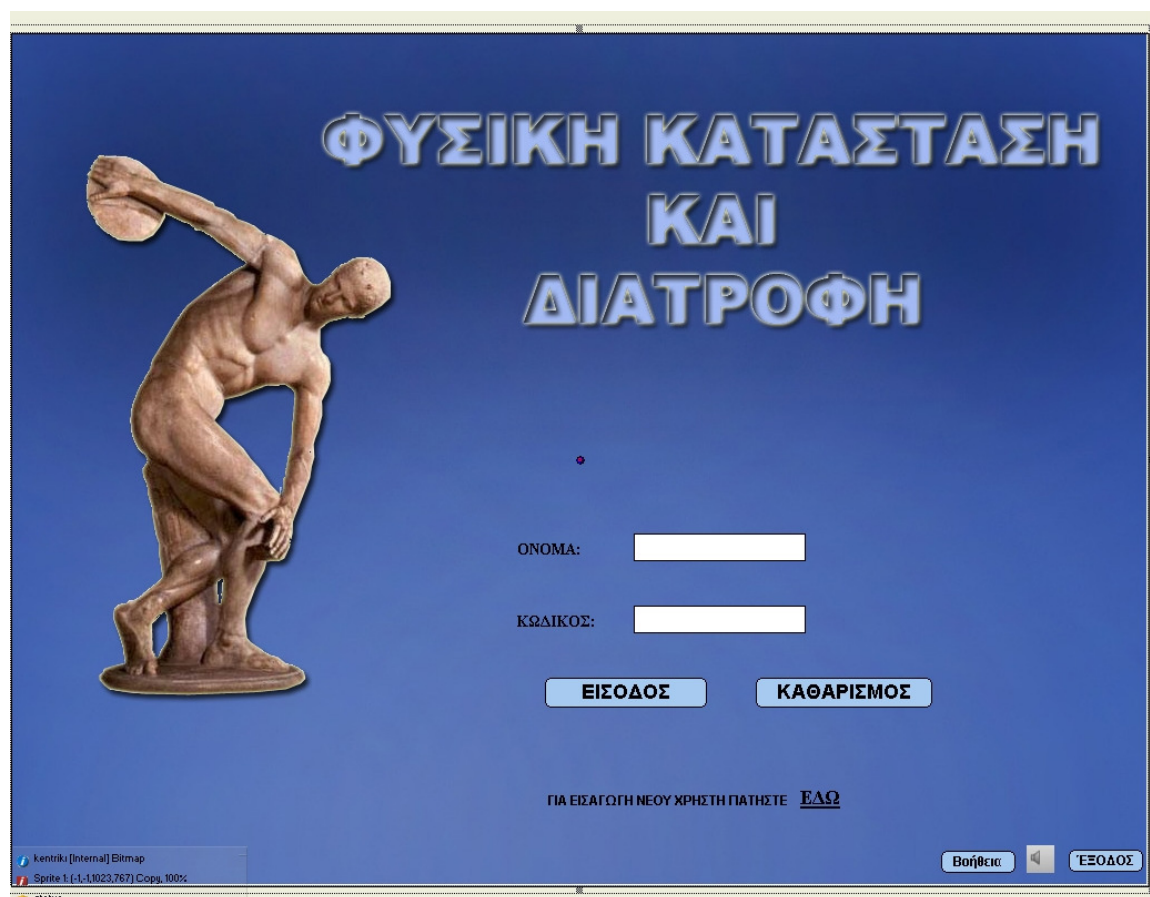 ΦΥΣΙΚΗ ΚΑΤΑΣΤΑΣΗ
ΚΑΙ
ΔΙΑΤΡΟΦΗ
ΟΝΟΜΑ:
ΚΩΔΙΚΟΣ:
ΕΙΣΟΔΟΣ ΚΑΘΑΡΙΣΜΟΣ
ΓΙΑ ΕΙΣΑΓΩΓΗ ΝΕΟΥ ΧΡΗΣΤΗ ΠΑΤΗΣΤΕ ΕΔΩ
Βοήθεια ΈΞΟΔΟΣ
kentriki [Internal] Bitmap
Sprite 1: (-1,-1,1023,767) Copy, 100%